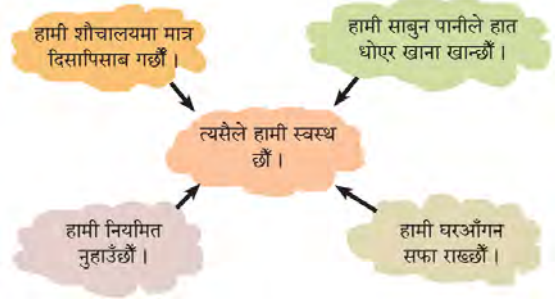 हामी शौचालयमा मात्र
दिसापिसाब गर्छौँ ।
हामी साबुन पानीले हात
धोएर खाना खान्छौँ ।
त्यसैले हामी स्वस्थ
छौँ ।
हामी नियमित
नुहाउँछौँ ।
हामी घरआँगन
सफा राख्छौँ ।